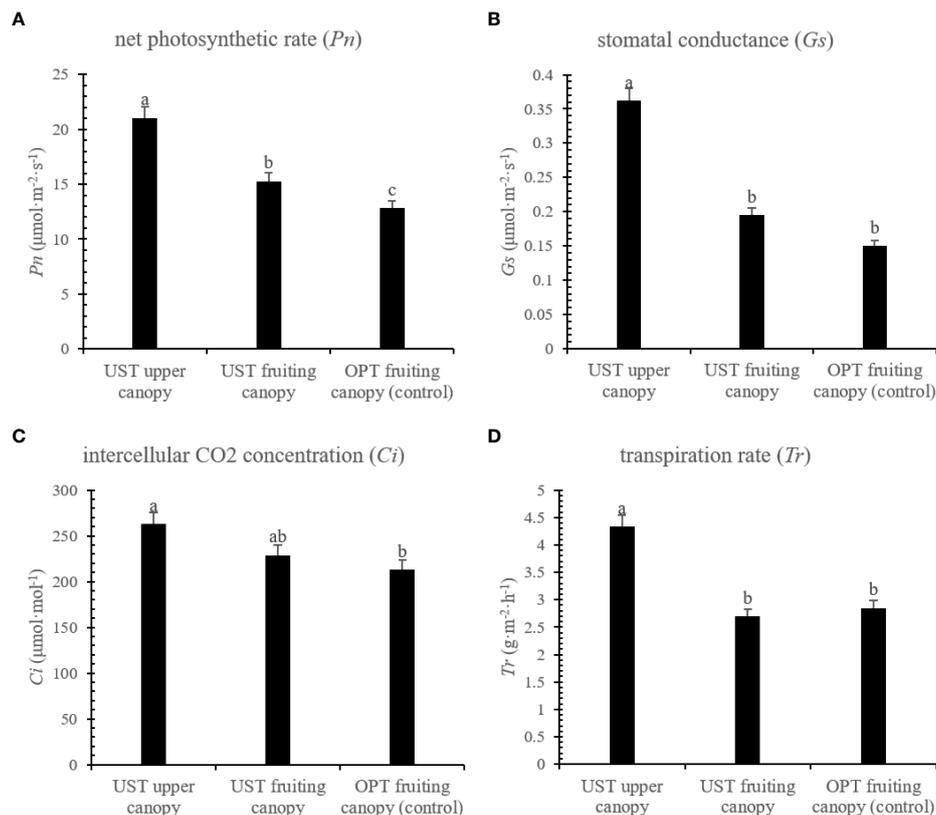 A
net photosynthetic rate (Pn)
Pn (μmol·m-2·s-1)
25
20
15
10
5
0
a
b
c
UST upper canopy
UST fruiting canopy
OPT fruiting canopy (control)
B
stomatal conductance (Gs)
Gs (μmol·m-2·s-1)
0.4
0.35
0.3
0.25
0.2
0.15
0.1
0.05
0
a
b
b
UST upper canopy
UST fruiting canopy
OPT fruiting canopy (control)
C
intercellular CO2 concentration (Ci)
Ci (μmol·mol-1)
300
250
200
150
100
50
0
a
ab
b
UST upper canopy
UST fruiting canopy
OPT fruiting canopy (control)
D
transpiration rate (Tr)
Tr (g·m-2·h-1)
5
4.5
4
3.5
3
2.5
2
1.5
1
0.5
0
a
b
b
UST upper canopy
UST fruiting canopy
OPT fruiting canopy (control)